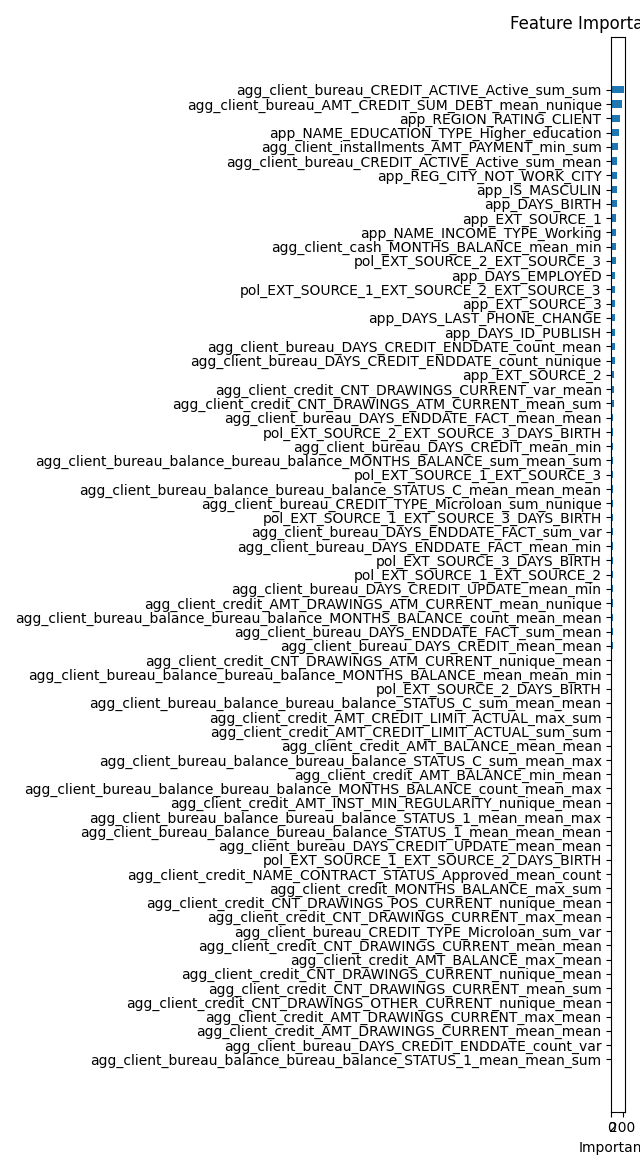 Feature Importa
agg_client_bureau_CREDIT_ACTIVE_Active_sum_sum
agg_client_bureau_AMT_CREDIT_SUM_DEBT_mean_nunique
app_REGION_RATING_CLIENT
app_NAME_EDUCATION_TYPE_Higher_education
agg_client_installments_AMT_PAYMENT_min_sum
agg_client_bureau_CREDIT_ACTIVE_Active_sum_mean
app_REG_CITY_NOT_WORK_CITY
app_IS_MASCULIN
app_DAYS_BIRTH
app_EXT_SOURCE_1
app_NAME_INCOME_TYPE_Working
agg_client_cash_MONTHS_BALANCE_mean_min
pol_EXT_SOURCE_2_EXT_SOURCE_3
app_DAYS_EMPLOYED
pol_EXT_SOURCE_1_EXT_SOURCE_2_EXT_SOURCE_3
app_EXT_SOURCE_3
app_DAYS_LAST_PHONE_CHANGE
app_DAYS_ID_PUBLISH
agg_client_bureau_DAYS_CREDIT_ENDDATE_count_mean
agg_client_bureau_DAYS_CREDIT_ENDDATE_count_nunique
app_EXT_SOURCE_2
agg_client_credit_CNT_DRAWINGS_CURRENT_var_mean
agg_client_credit_CNT_DRAWINGS_ATM_CURRENT_mean_sum
agg_client_bureau_DAYS_ENDDATE_FACT_mean_mean
pol_EXT_SOURCE_2_EXT_SOURCE_3_DAYS_BIRTH
agg_client_bureau_DAYS_CREDIT_mean_min
agg_client_bureau_balance_bureau_balance_MONTHS_BALANCE_sum_mean_sum
pol_EXT_SOURCE_1_EXT_SOURCE_3
agg_client_bureau_balance_bureau_balance_STATUS_C_mean_mean_mean
agg_client_bureau_CREDIT_TYPE_Microloan_sum_nunique
pol_EXT_SOURCE_1_EXT_SOURCE_3_DAYS_BIRTH
agg_client_bureau_DAYS_ENDDATE_FACT_sum_var
agg_client_bureau_DAYS_ENDDATE_FACT_mean_min
pol_EXT_SOURCE_3_DAYS_BIRTH
pol_EXT_SOURCE_1_EXT_SOURCE_2
agg_client_bureau_DAYS_CREDIT_UPDATE_mean_min
agg_client_credit_AMT_DRAWINGS_ATM_CURRENT_mean_nunique
agg_client_bureau_balance_bureau_balance_MONTHS_BALANCE_count_mean_mean
agg_client_bureau_DAYS_ENDDATE_FACT_sum_mean
agg_client_bureau_DAYS_CREDIT_mean_mean
agg_client_credit_CNT_DRAWINGS_ATM_CURRENT_nunique_mean
agg_client_bureau_balance_bureau_balance_MONTHS_BALANCE_mean_mean_min
pol_EXT_SOURCE_2_DAYS_BIRTH
agg_client_bureau_balance_bureau_balance_STATUS_C_sum_mean_mean
agg_client_credit_AMT_CREDIT_LIMIT_ACTUAL_max_sum
agg_client_credit_AMT_CREDIT_LIMIT_ACTUAL_sum_sum
agg_client_credit_AMT_BALANCE_mean_mean
agg_client_bureau_balance_bureau_balance_STATUS_C_sum_mean_max
agg_client_credit_AMT_BALANCE_min_mean
agg_client_bureau_balance_bureau_balance_MONTHS_BALANCE_count_mean_max
agg_client_credit_AMT_INST_MIN_REGULARITY_nunique_mean
agg_client_bureau_balance_bureau_balance_STATUS_1_mean_mean_max
agg_client_bureau_balance_bureau_balance_STATUS_1_mean_mean_mean
agg_client_bureau_DAYS_CREDIT_UPDATE_mean_mean
pol_EXT_SOURCE_1_EXT_SOURCE_2_DAYS_BIRTH
agg_client_credit_NAME_CONTRACT_STATUS_Approved_mean_count
agg_client_credit_MONTHS_BALANCE_max_sum
agg_client_credit_CNT_DRAWINGS_POS_CURRENT_nunique_mean
agg_client_credit_CNT_DRAWINGS_CURRENT_max_mean
agg_client_bureau_CREDIT_TYPE_Microloan_sum_var
agg_client_credit_CNT_DRAWINGS_CURRENT_mean_mean
agg_client_credit_AMT_BALANCE_max_mean
agg_client_credit_CNT_DRAWINGS_CURRENT_nunique_mean
agg_client_credit_CNT_DRAWINGS_CURRENT_mean_sum
agg_client_credit_CNT_DRAWINGS_OTHER_CURRENT_nunique_mean
agg_client_credit_AMT_DRAWINGS_CURRENT_max_mean
agg_client_credit_AMT_DRAWINGS_CURRENT_mean_mean
agg_client_bureau_DAYS_CREDIT_ENDDATE_count_var
agg_client_bureau_balance_bureau_balance_STATUS_1_mean_mean_sum
0 200
Importan